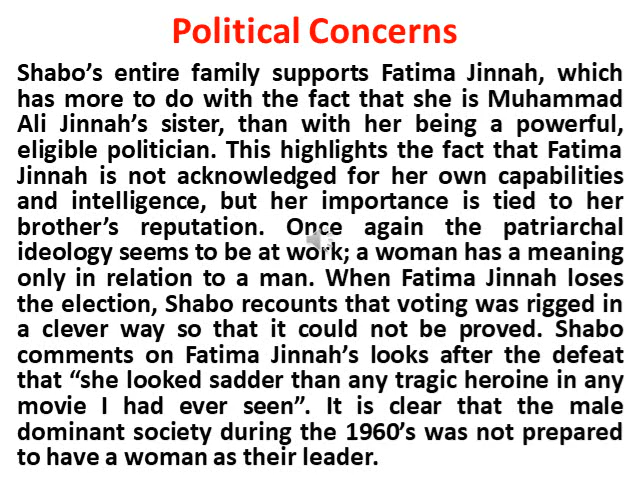 Political Concerns
Shabo’s entire family supports Fatima Jinnah, which
has more to do with the fact that she is Muhammad
Ali Jinnah’s sister, than with her being a powerful,
eligible politician. This highlights the fact that Fatima
Jinnah is not acknowledged for her own capabilities
and intelligence, but her importance is tied to her
brother’s reputation. Once again the patriarchal
ideology seems to be at work; a woman has a meaning
only in relation to a man. When Fatima Jinnah loses
the election, Shabo recounts that voting was rigged in
a clever way so that it could not be proved. Shabo
comments on Fatima Jinnah’s looks after the defeat
that “she looked sadder than any tragic heroine in any
movie I had ever seen”. It is clear that the male
dominant society during the 1960’s was not prepared
to have a woman as their leader.